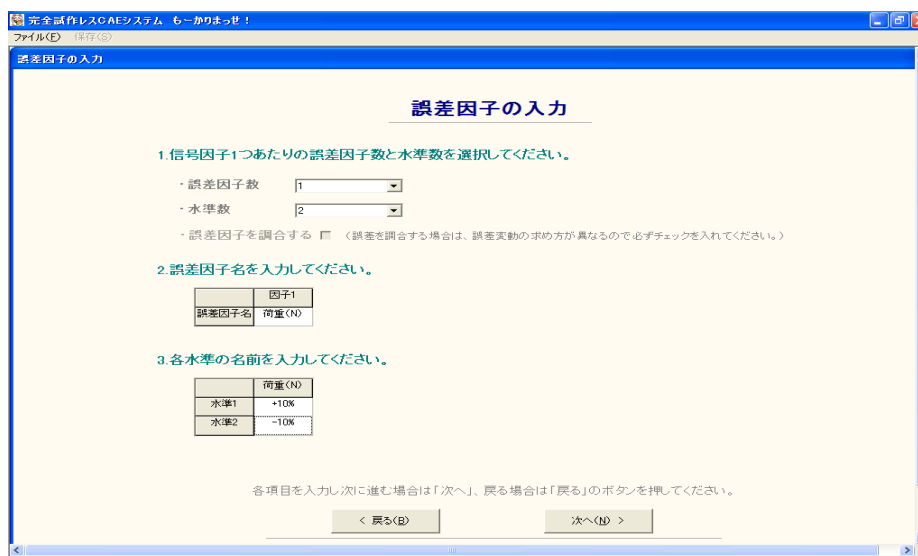 完全試作レスCAEシステム もーかりまっせ！
ファイル(F) 保存(S)
誤差因子の入力
誤差因子の入力
1.信号因子1つあたりの誤差因子数と水準数を選択してください。
・誤差因子数 1
・水準数 2
・誤差因子を調合する (誤差を調合する場合は、誤差変動の求め方が異なるので必ずチェックを入れてください。)
2.誤差因子名を入力してください。
因子1
誤差因子名 荷重(N)
3.各水準の名前を入力してください。
荷重(N)
水準1 +10%
水準2 -10%
各項目を入力し次に進む場合は「次へ」、戻る場合は「戻る」のボタンを押してください。
< 戻る(B) 次へ(N) >